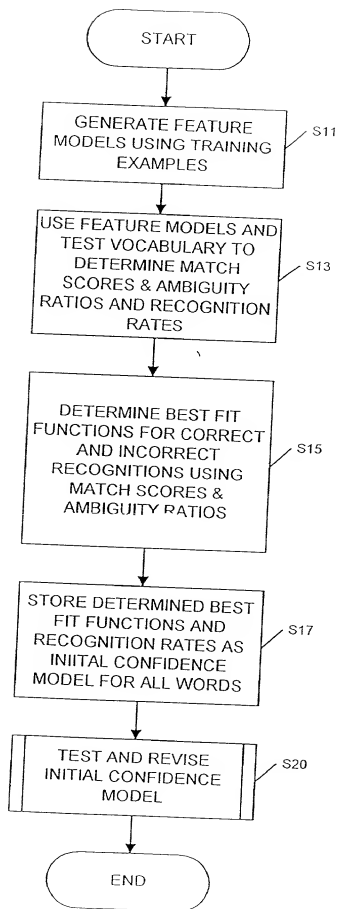 START
GENERATE FEATURE
MODELS USING TRAINING
EXAMPLES
S11
USE FEATURE MODELS AND
TEST VOCABULARY TO
DETERMINE MATCH
SCORES & AMBIGUITY
RATIOS AND RECOGNITION
RATES
S13
DETERMINE BEST FIT
FUNCTIONS FOR CORRECT
AND INCORRECT
RECOGNITIONS USING
MATCH SCORES &
AMBIGUITY RATIOS
S15
STORE DETERMINED BEST
FIT FUNCTIONS AND
RECOGNITION RATES AS
INIITAL CONFIDENCE
MODEL FOR ALL WORDS
S17
TEST AND REVISE
INITIAL CONFIDENCE
MODEL
S20
END